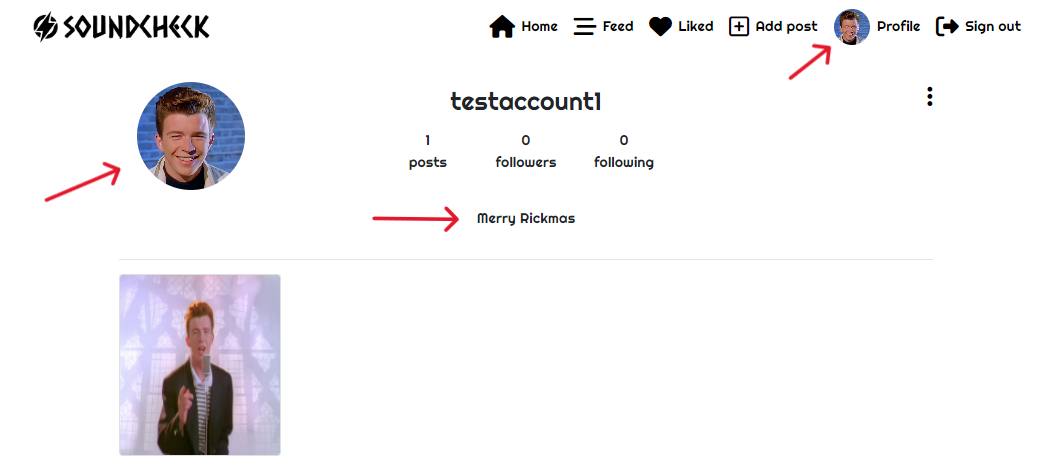 SOUNDCHECK
Home Feed Liked Add post Profile Sign out
testaccount1
1 0 0
posts followers following
Merry Rickmas